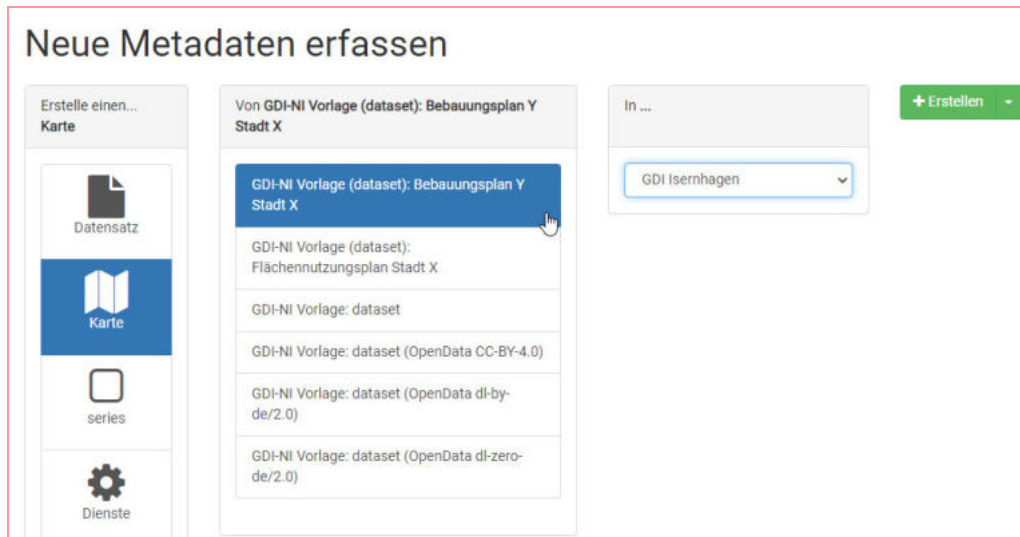 Neue Metadaten erfassen
Erstelle einen...
Karte
Datensatz
Karte
series
Dienste
Von GDI-NI Vorlage (dataset): Bebauungsplan Y
Stadt X
GDI-NI Vorlage (dataset): Bebauungsplan Y
Stadt X
GDI-NI Vorlage (dataset):
Flächennutzungsplan Stadt X
GDI-NI Vorlage: dataset
GDI-NI Vorlage: dataset (OpenData CC-BY-4.0)
GDI-NI Vorlage: dataset (OpenData dl-by-
de/2.0)
GDI-NI Vorlage: dataset (OpenData dl-zero-
de/2.0)
In ...
GDI Isernhagen
+ Erstellen